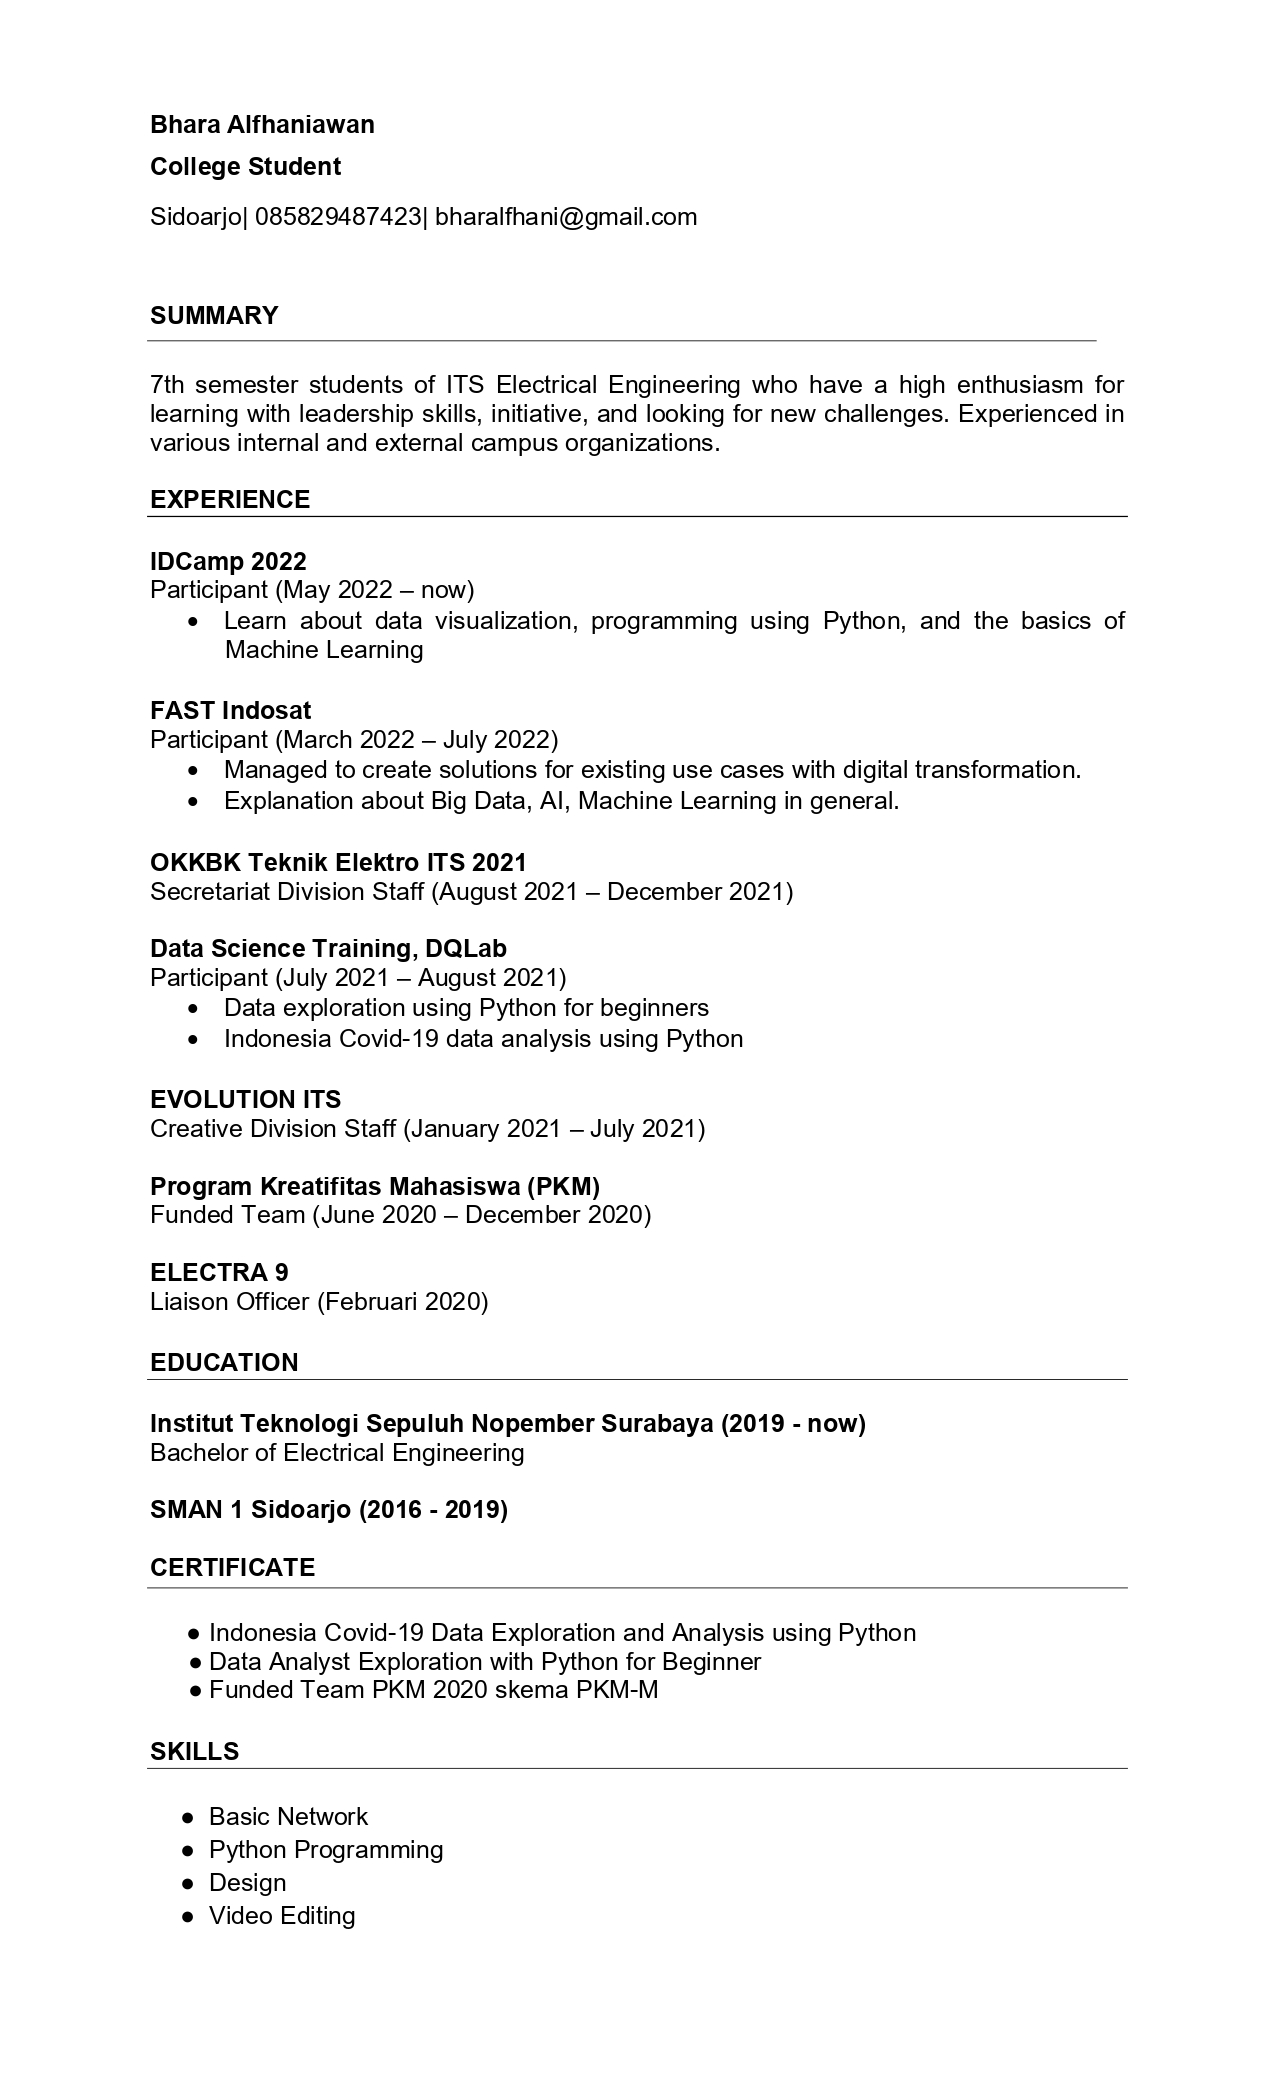 Bhara Alfhaniawan
College Student
Sidoarjo| 085829487423| bharalfhani@gmail.com
SUMMARY
7th semester students of ITS Electrical Engineering who have a high enthusiasm for
learning with leadership skills, initiative, and looking for new challenges. Experienced in
various internal and external campus organizations.
EXPERIENCE
IDCamp 2022
Participant (May 2022 – now)
• Learn about data visualization, programming using Python, and the basics of
Machine Learning
FAST Indosat
Participant (March 2022 – July 2022)
• Managed to create solutions for existing use cases with digital transformation.
• Explanation about Big Data, AI, Machine Learning in general.
OKKBK Teknik Elektro ITS 2021
Secretariat Division Staff (August 2021 – December 2021)
Data Science Training, DQLab
Participant (July 2021 – August 2021)
• Data exploration using Python for beginners
• Indonesia Covid-19 data analysis using Python
EVOLUTION ITS
Creative Division Staff (January 2021 – July 2021)
Program Kreatifitas Mahasiswa (PKM)
Funded Team (June 2020 – December 2020)
ELECTRA 9
Liaison Officer (Februari 2020)
EDUCATION
Institut Teknologi Sepuluh Nopember Surabaya (2019 - now)
Bachelor of Electrical Engineering
SMAN 1 Sidoarjo (2016 - 2019)
CERTIFICATE
● Indonesia Covid-19 Data Exploration and Analysis using Python
● Data Analyst Exploration with Python for Beginner
● Funded Team PKM 2020 skema PKM-M
SKILLS
● Basic Network
● Python Programming
● Design
● Video Editing